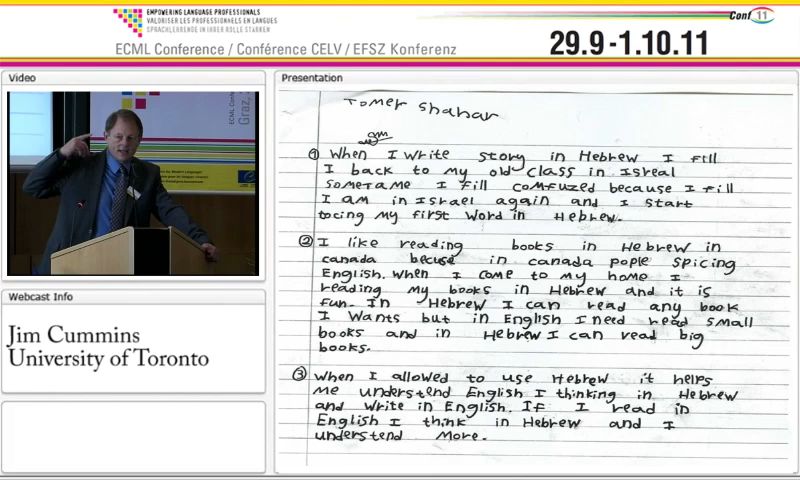 EMPOWERING LANGUAGE PROFESSIONALS
VALORISER LES PROFESSIONNELS EN LANGUES
SPRACHLEHRENDE IN IHRER ROLLE STÄRKEN
ECML Conference / Conférence CELV / EFSZ Konferenz
Conf 11
29.9-1.10.11
Video
ECML Conf
Graz,
Webcast Info
Jim Cummins
University of Toronto
Presentation
Tomer Shahar
① When I write story in Hebrew I fill
I back to my old class in Isreal
sometame I fill comfuzed because I fill
I am in Israel again and I start
tocing my first word in Hebrew.
② I like reading books in Hebrew in
canada becuse in canada pople spicing
English. When I come to my home I
reading my books in Hebrew and it is
fun. In Hebrew I can read any book
I wants but in English I need read small
books and in Hebrew I can read big
books.
③ When I allowed to use Hebrew it helps
me understend English I thinking in Hebrew
and write in English. If I read in
English I think in Hebrew and I
understend more.